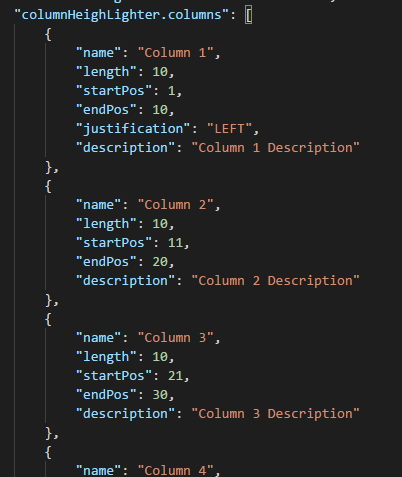 "columnHeighLighter.columns": [
{
"name": "Column 1",
"length": 10,
"startPos": 1,
"endPos": 10,
"justification": "LEFT",
"description": "Column 1 Description"
},
{
"name": "Column 2",
"length": 10,
"startPos": 11,
"endPos": 20,
"description": "Column 2 Description"
},
{
"name": "Column 3",
"length": 10,
"startPos": 21,
"endPos": 30,
"description": "Column 3 Description"
},
{
"name": "Column 4",